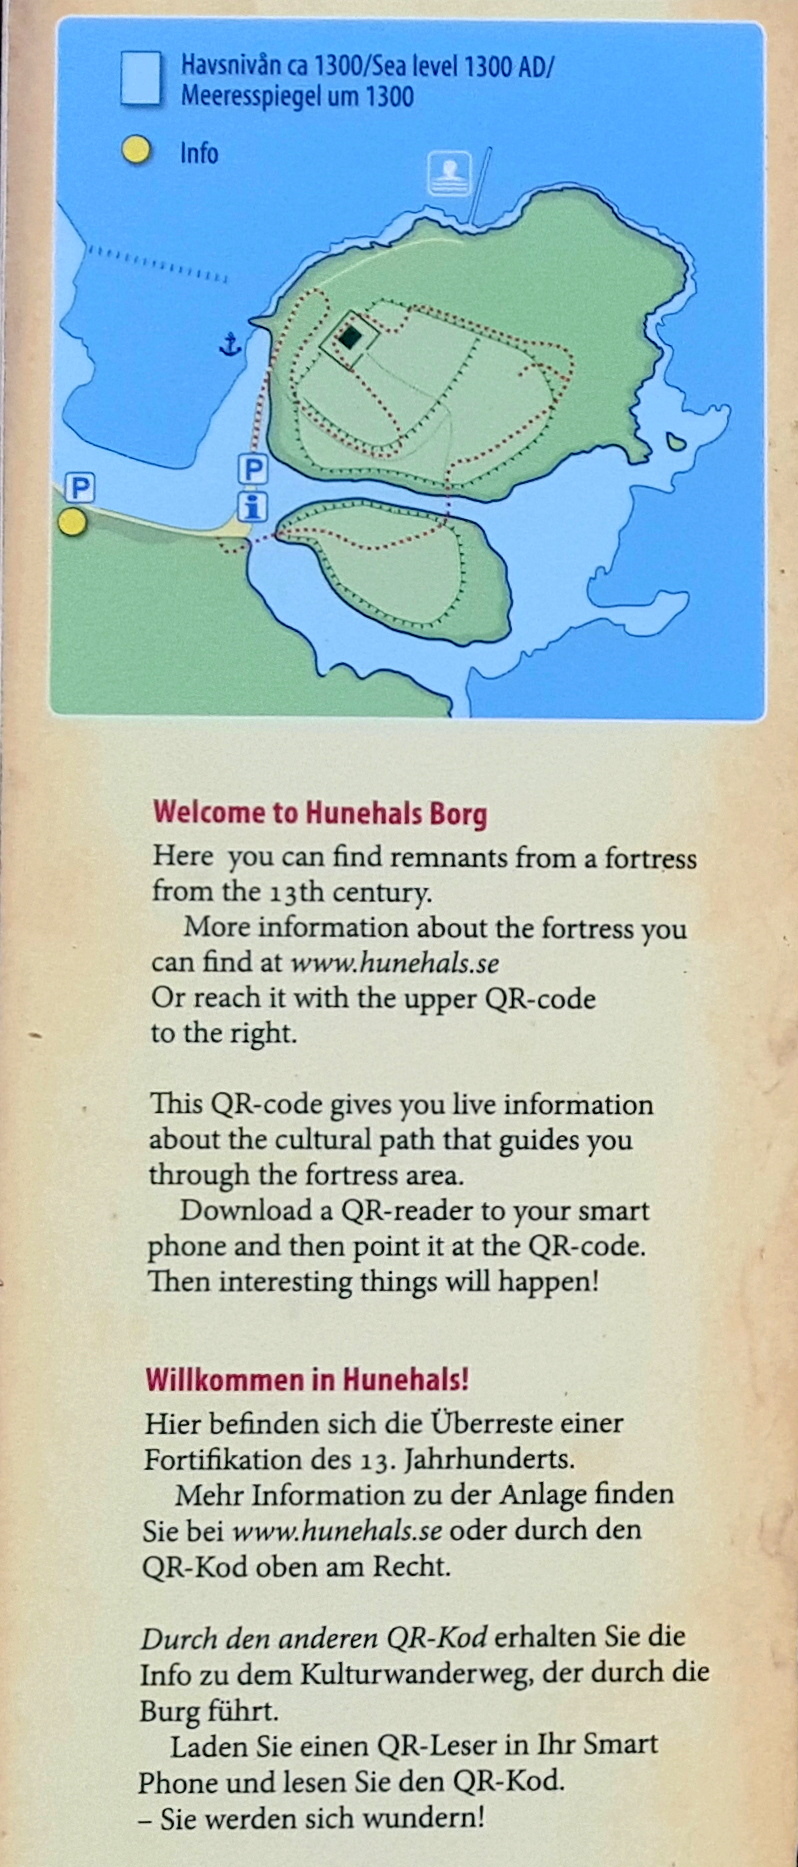 Havsnivån ca 1300/Sea level 1300 AD/
Meeresspiegel um 1300
Info
P
P
i
Welcome to Hunehals Borg
Here you can find remnants from a fortress
from the 13th century.
More information about the fortress you
can find at www.hunehals.se
Or reach it with the upper QR-code
to the right.
This QR-code gives you live information
about the cultural path that guides you
through the fortress area.
Download a QR-reader to your smart
phone and then point it at the QR-code.
Then interesting things will happen!
Willkommen in Hunehals!
Hier befinden sich die Überreste einer
Fortifikation des 13. Jahrhunderts.
Mehr Information zu der Anlage finden
Sie bei www.hunehals.se oder durch den
QR-Kod oben am Recht.
Durch den anderen QR-Kod erhalten Sie die
Info zu dem Kulturwanderweg, der durch die
Burg führt.
Laden Sie einen QR-Leser in Ihr Smart
Phone und lesen Sie den QR-Kod.
– Sie werden sich wundern!